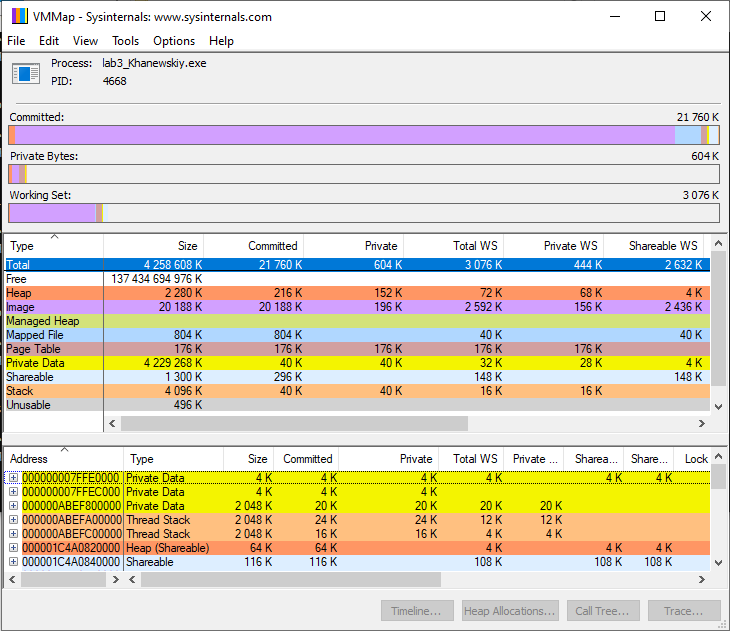 VMMap - Sysinternals: www.sysinternals.com
File Edit View Tools Options Help
Process: lab3_Khanewskiy.exe
PID: 4668
Committed: 21 760 K
Private Bytes: 604 K
Working Set: 3 076 K
Type Size Committed Private Total WS Private WS Shareable WS
Total 4 258 608 K 21 760 K 604 K 3 076 K 444 K 2 632 K
Free 137 434 694 976 K
Heap 2 280 K 216 K 152 K 72 K 68 K 4 K
Image 20 188 K 20 188 K 196 K 2 592 K 156 K 2 436 K
Managed Heap
Mapped File 804 K 804 K 40 K 40 K
Page Table 176 K 176 K 176 K 176 K 176 K
Private Data 4 229 268 K 40 K 40 K 32 K 28 K 4 K
Shareable 1 300 K 296 K 148 K 148 K
Stack 4 096 K 40 K 40 K 16 K 16 K
Unusable 496 K
Address Type Size Committed Private Total WS Private ... Sharea... Share... Lock
000000007FFE0000 Private Data 4 K 4 K 4 K 4 K 4 K 4 K
000000007FFEC000 Private Data 4 K 4 K 4 K
000000ABEF800000 Private Data 2 048 K 20 K 20 K 20 K 20 K
000000ABEFA00000 Thread Stack 2 048 K 24 K 24 K 12 K 12 K
000000ABEFC00000 Thread Stack 2 048 K 16 K 16 K 4 K 4 K
000001C4A0820000 Heap (Shareable) 64 K 64 K 4 K 4 K 4 K
000001C4A0840000 Shareable 116 K 116 K 108 K 108 K 108 K
Timeline... Heap Allocations... Call Tree... Trace...